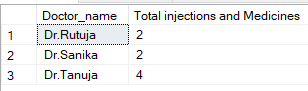 Doctor_name Total injections and Medicines
1 Dr.Rutuja 2
2 Dr.Sanika 2
3 Dr.Tanuja 4